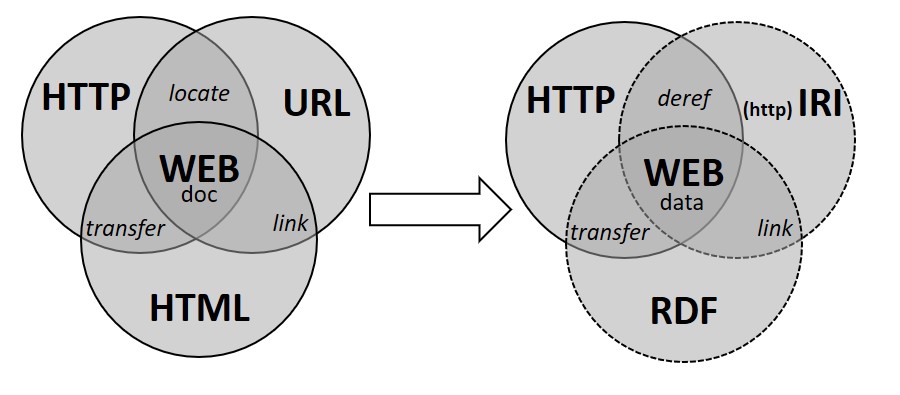 HTTP
locate
URL
WEB
doc
transfer
link
HTML
HTTP
deref
(http) IRI
WEB
data
transfer
link
RDF